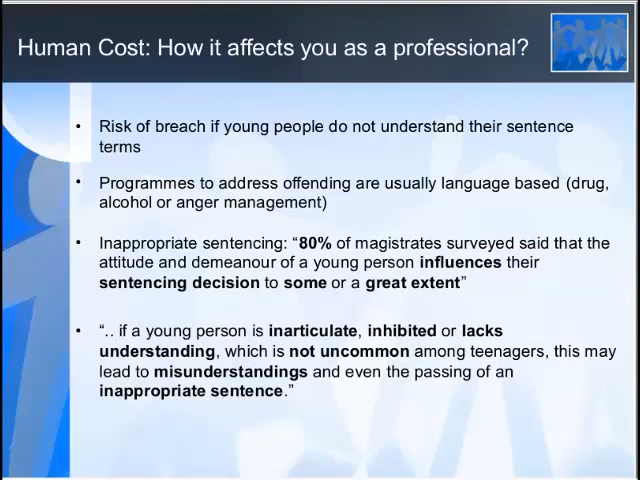 Human Cost: How it affects you as a professional?
• Risk of breach if young people do not understand their sentence
terms
• Programmes to address offending are usually language based (drug,
alcohol or anger management)
• Inappropriate sentencing: “80% of magistrates surveyed said that the
attitude and demeanour of a young person influences their
sentencing decision to some or a great extent”
• “.. if a young person is inarticulate, inhibited or lacks
understanding, which is not uncommon among teenagers, this may
lead to misunderstandings and even the passing of an
inappropriate sentence.”